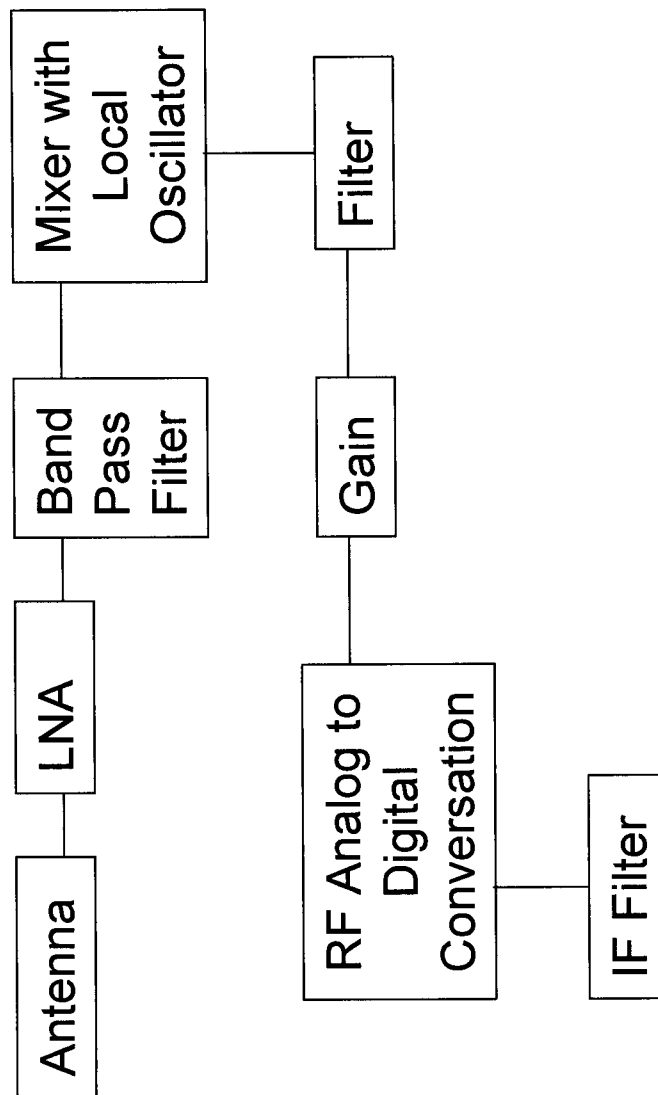 Antenna
LNA
Band
Pass
Filter
Mixer with
Local
Oscillator
Filter
Gain
RF Analog to
Digital
Conversation
IF Filter